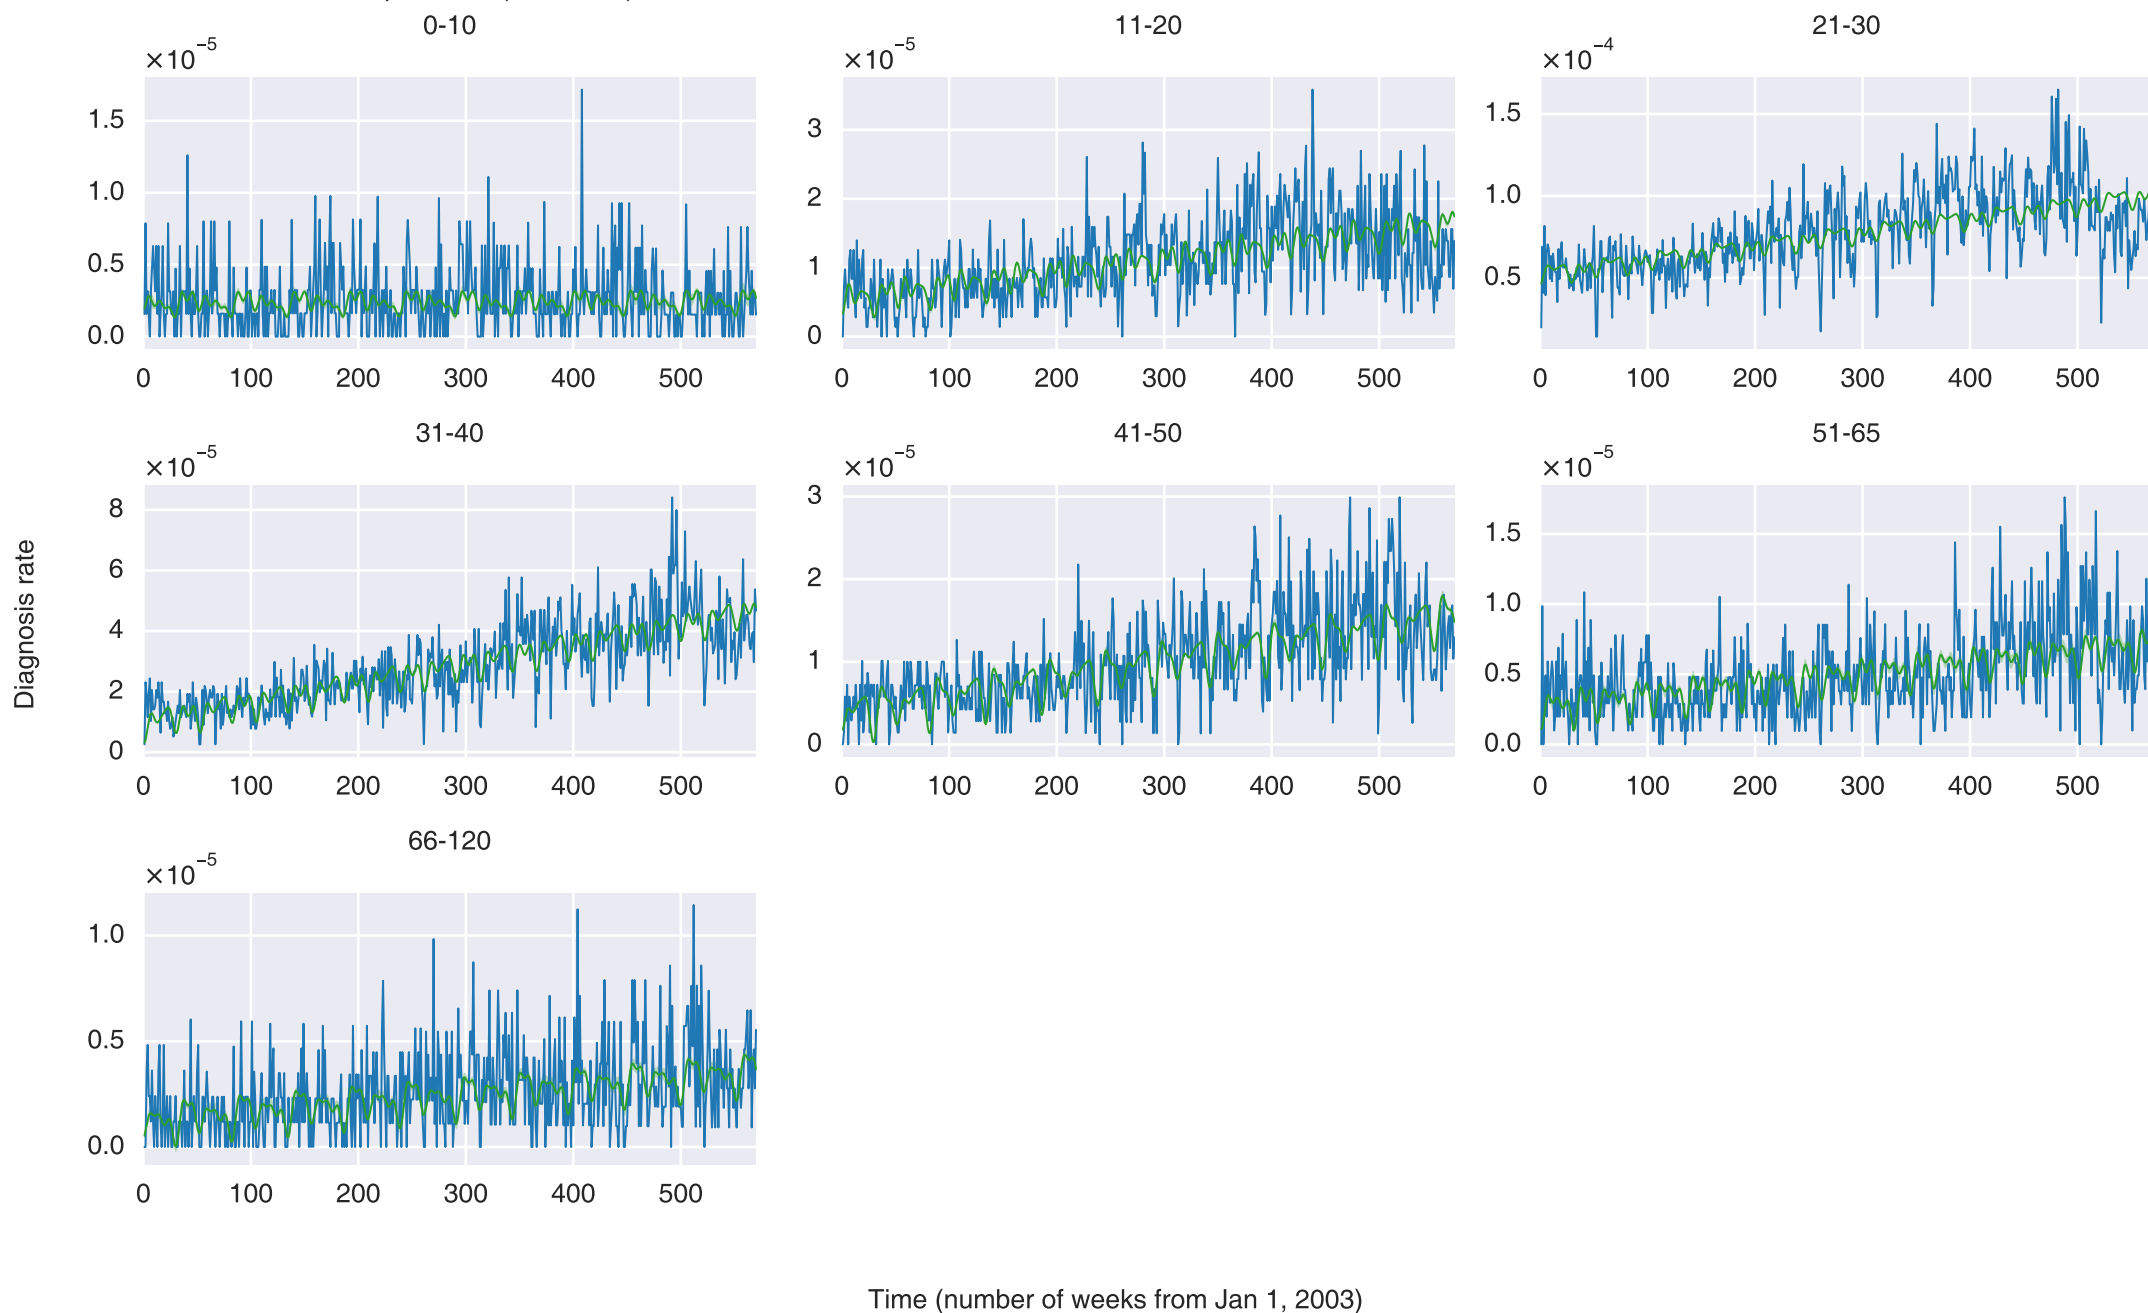 0-10 11-20 21-30
×10⁻⁵ ×10⁻⁵ ×10⁻⁴
1.5 1.0 0.5 0.0
3 2 1 0
1.5 1.0 0.5
0 100 200 300 400 500 0 100 200 300 400 500 0 100 200 300 400 500
31-40 41-50 51-65
×10⁻⁵ ×10⁻⁵ ×10⁻⁵
8 6 4 2 0
3 2 1 0
1.5 1.0 0.5 0.0
0 100 200 300 400 500 0 100 200 300 400 500 0 100 200 300 400 500
Diagnosis rate
66-120
×10⁻⁵
1.0 0.5 0.0
0 100 200 300 400 500
Time (number of weeks from Jan 1, 2003)